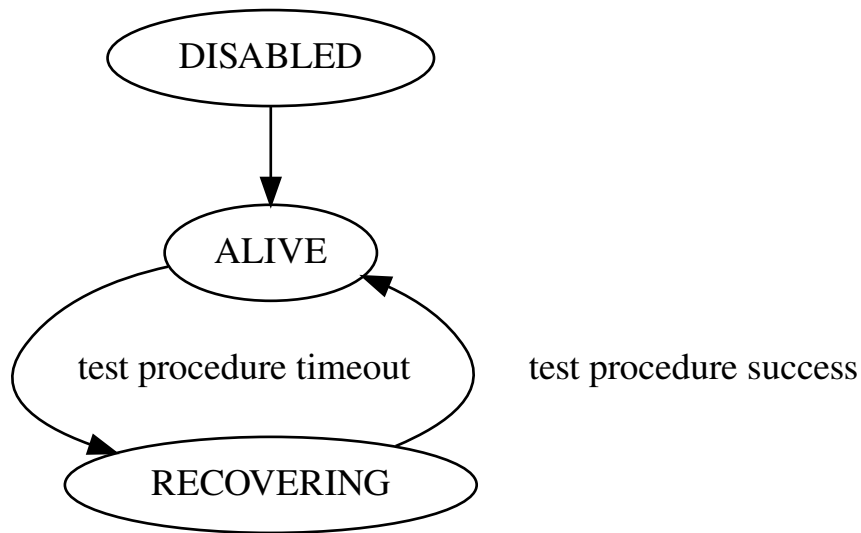 DISABLED
ALIVE
test procedure timeout
test procedure success
RECOVERING